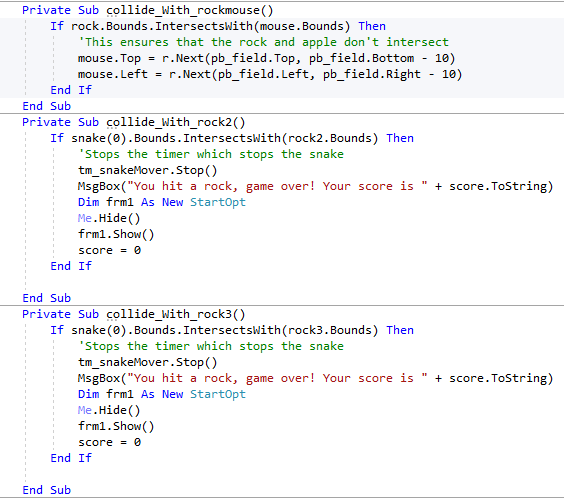 Private Sub collide_With_rockmouse()
If rock.Bounds.IntersectsWith(mouse.Bounds) Then
'This ensures that the rock and apple don't intersect
mouse.Top = r.Next(pb_field.Top, pb_field.Bottom - 10)
mouse.Left = r.Next(pb_field.Left, pb_field.Right - 10)
End If
End Sub
Private Sub collide_With_rock2()
If snake(0).Bounds.IntersectsWith(rock2.Bounds) Then
'Stops the timer which stops the snake
tm_snakeMover.Stop()
MsgBox("You hit a rock, game over! Your score is " + score.ToString)
Dim frm1 As New StartOpt
Me.Hide()
frm1.Show()
score = 0
End If
End Sub
Private Sub collide_With_rock3()
If snake(0).Bounds.IntersectsWith(rock3.Bounds) Then
'Stops the timer which stops the snake
tm_snakeMover.Stop()
MsgBox("You hit a rock, game over! Your score is " + score.ToString)
Dim frm1 As New StartOpt
Me.Hide()
frm1.Show()
score = 0
End If
End Sub